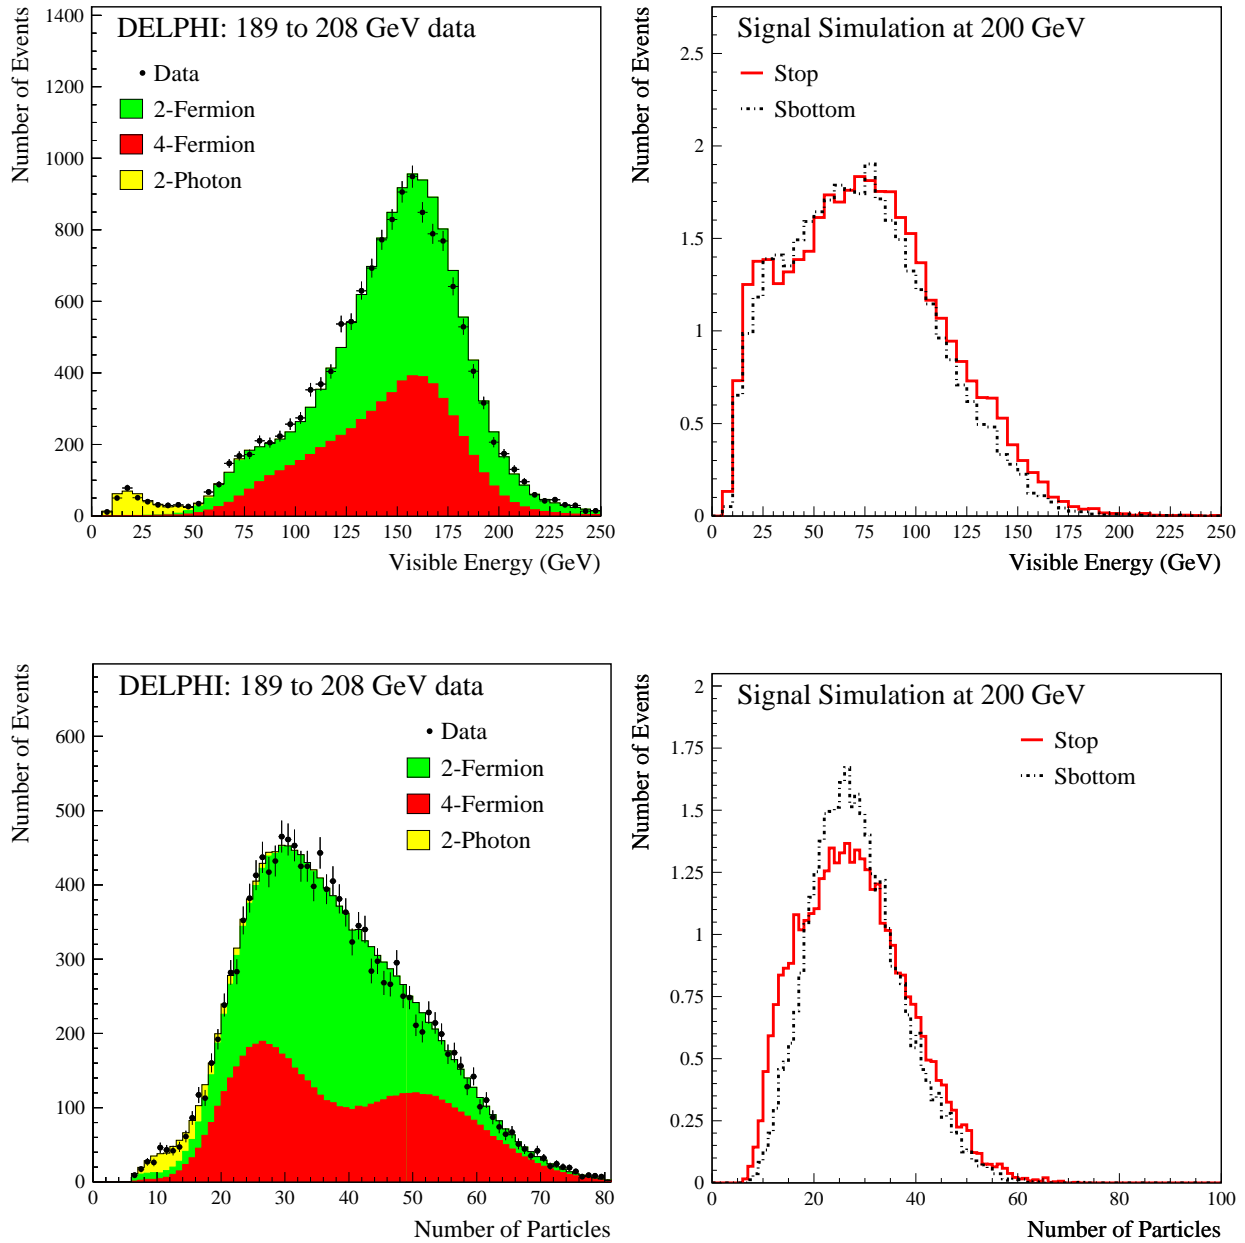 DELPHI: 189 to 208 GeV data
Number of Events
Data
2-Fermion
4-Fermion
2-Photon
1400
1200
1000
800
600
400
200
0
0 25 50 75 100 125 150 175 200 225 250
Visible Energy (GeV)
Signal Simulation at 200 GeV
Number of Events
Stop
Sbottom
2.5
2
1.5
1
0.5
0
0 25 50 75 100 125 150 175 200 225 250
Visible Energy (GeV)
DELPHI: 189 to 208 GeV data
Number of Events
Data
2-Fermion
4-Fermion
2-Photon
600
500
400
300
200
100
0
0 10 20 30 40 50 60 70 80
Number of Particles
Signal Simulation at 200 GeV
Number of Events
Stop
Sbottom
2
1.75
1.5
1.25
1
0.75
0.5
0.25
0
0 20 40 60 80 100
Number of Particles